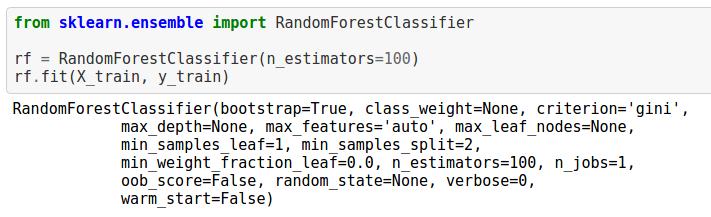 from sklearn.ensemble import RandomForestClassifier
rf = RandomForestClassifier(n_estimators=100)
rf.fit(X_train, y_train)
RandomForestClassifier(bootstrap=True, class_weight=None, criterion='gini',
max_depth=None, max_features='auto', max_leaf_nodes=None,
min_samples_leaf=1, min_samples_split=2,
min_weight_fraction_leaf=0.0, n_estimators=100, n_jobs=1,
oob_score=False, random_state=None, verbose=0,
warm_start=False)